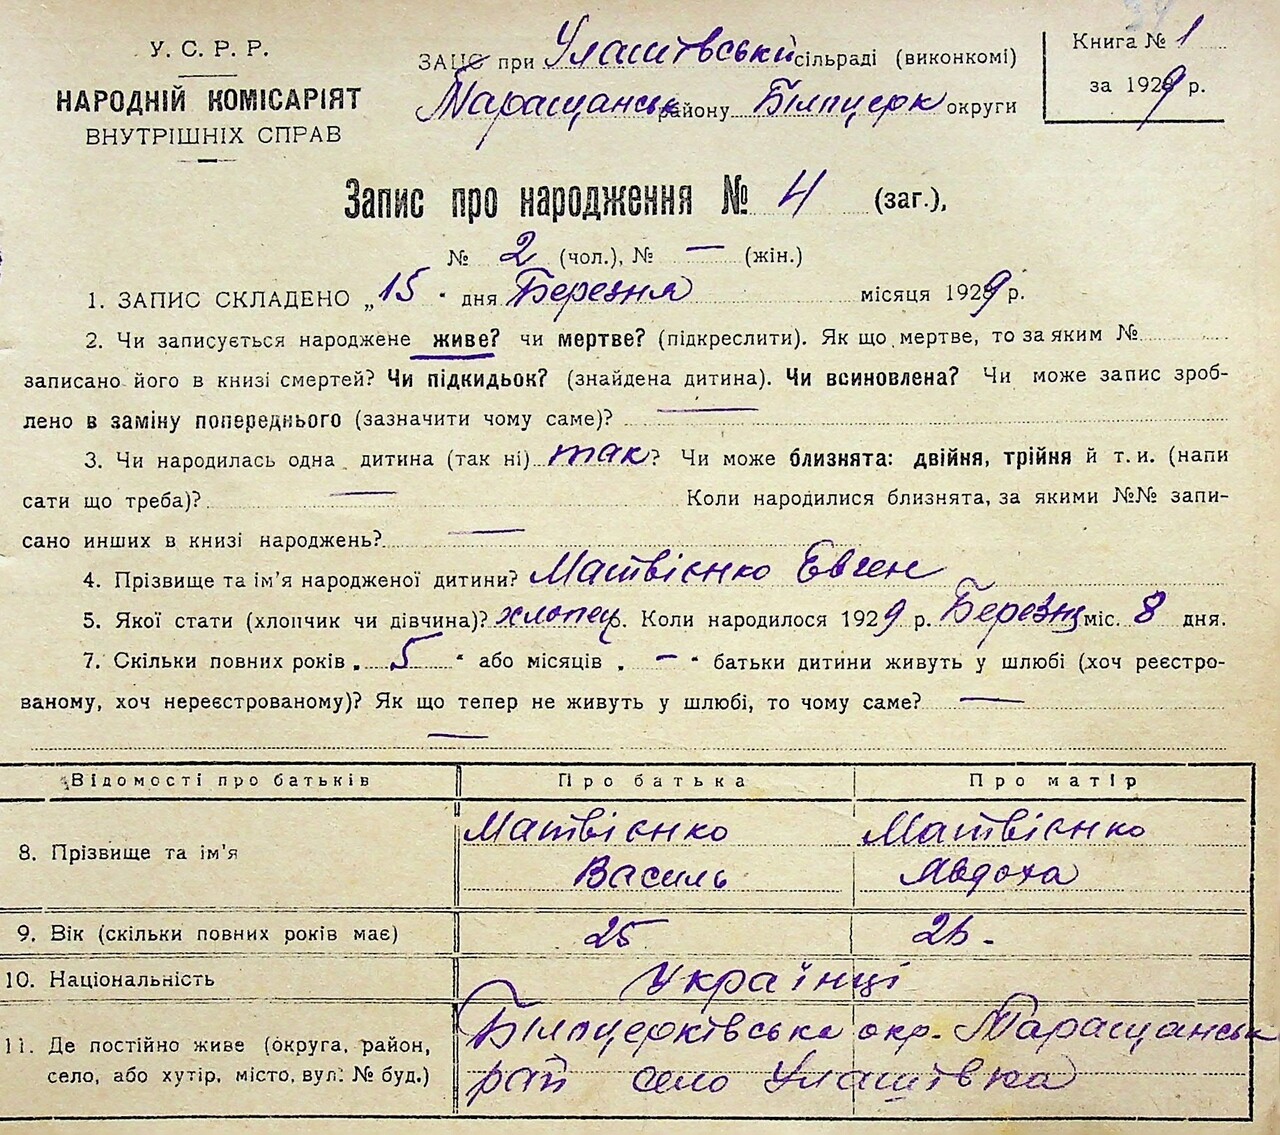 У. С. Р. Р.
НАРОДНІЙ КОМІСАРІЯТ
ВНУТРІШНІХ СПРАВ
ЗАЦС при Улашівський сільраді (виконкомі)
Таращанськ району Білоцерк округи
Книга № 1
за 1929 р.
Запис про народження № 4 (заг.),
№ 2 (чол.), № — (жін.)
1. ЗАПИС СКЛАДЕНО „15" дня Березня місяця 1929 р.
2. Чи записується народжене живе? чи мертве? (підкреслити). Як що мертве, то за яким №
записано його в книзі смертей? Чи підкидьок? (знайдена дитина). Чи всиновлена? Чи може запис зроб-
лено в заміну попереднього (зазначити чому саме)? —
3. Чи народилась одна дитина (так ні) так? Чи може близнята: двійня, трійня й т. и. (напи
сати що треба)? — Коли народилися близнята, за якими №№ запи-
сано инших в книзі народжень? —
4. Прізвище та ім'я народженої дитини? Матвієнко Евген
5. Якої стати (хлопчик чи дівчина)? хлопец. Коли народилося 1929 р. Березня міс. 8 дня.
7. Скільки повних років „ 5 " або місяців „ — " батьки дитини живуть у шлюбі (хоч реєстро-
ваному, хоч нереєстрованому)? Як що тепер не живуть у шлюбі, то чому саме? —
—
Відомості про батьків Про батька Про матір
8. Прізвище та ім'я Матвієнко Василь Матвієнко Явдоха
9. Вік (скільки повних років має) 25 26.
10. Національність Українці
11. Де постійно живе (округа, район,
село, або хутір, місто, вул. № буд.)
Білоцерківська окр. Таращанськ
рай село Улашівка